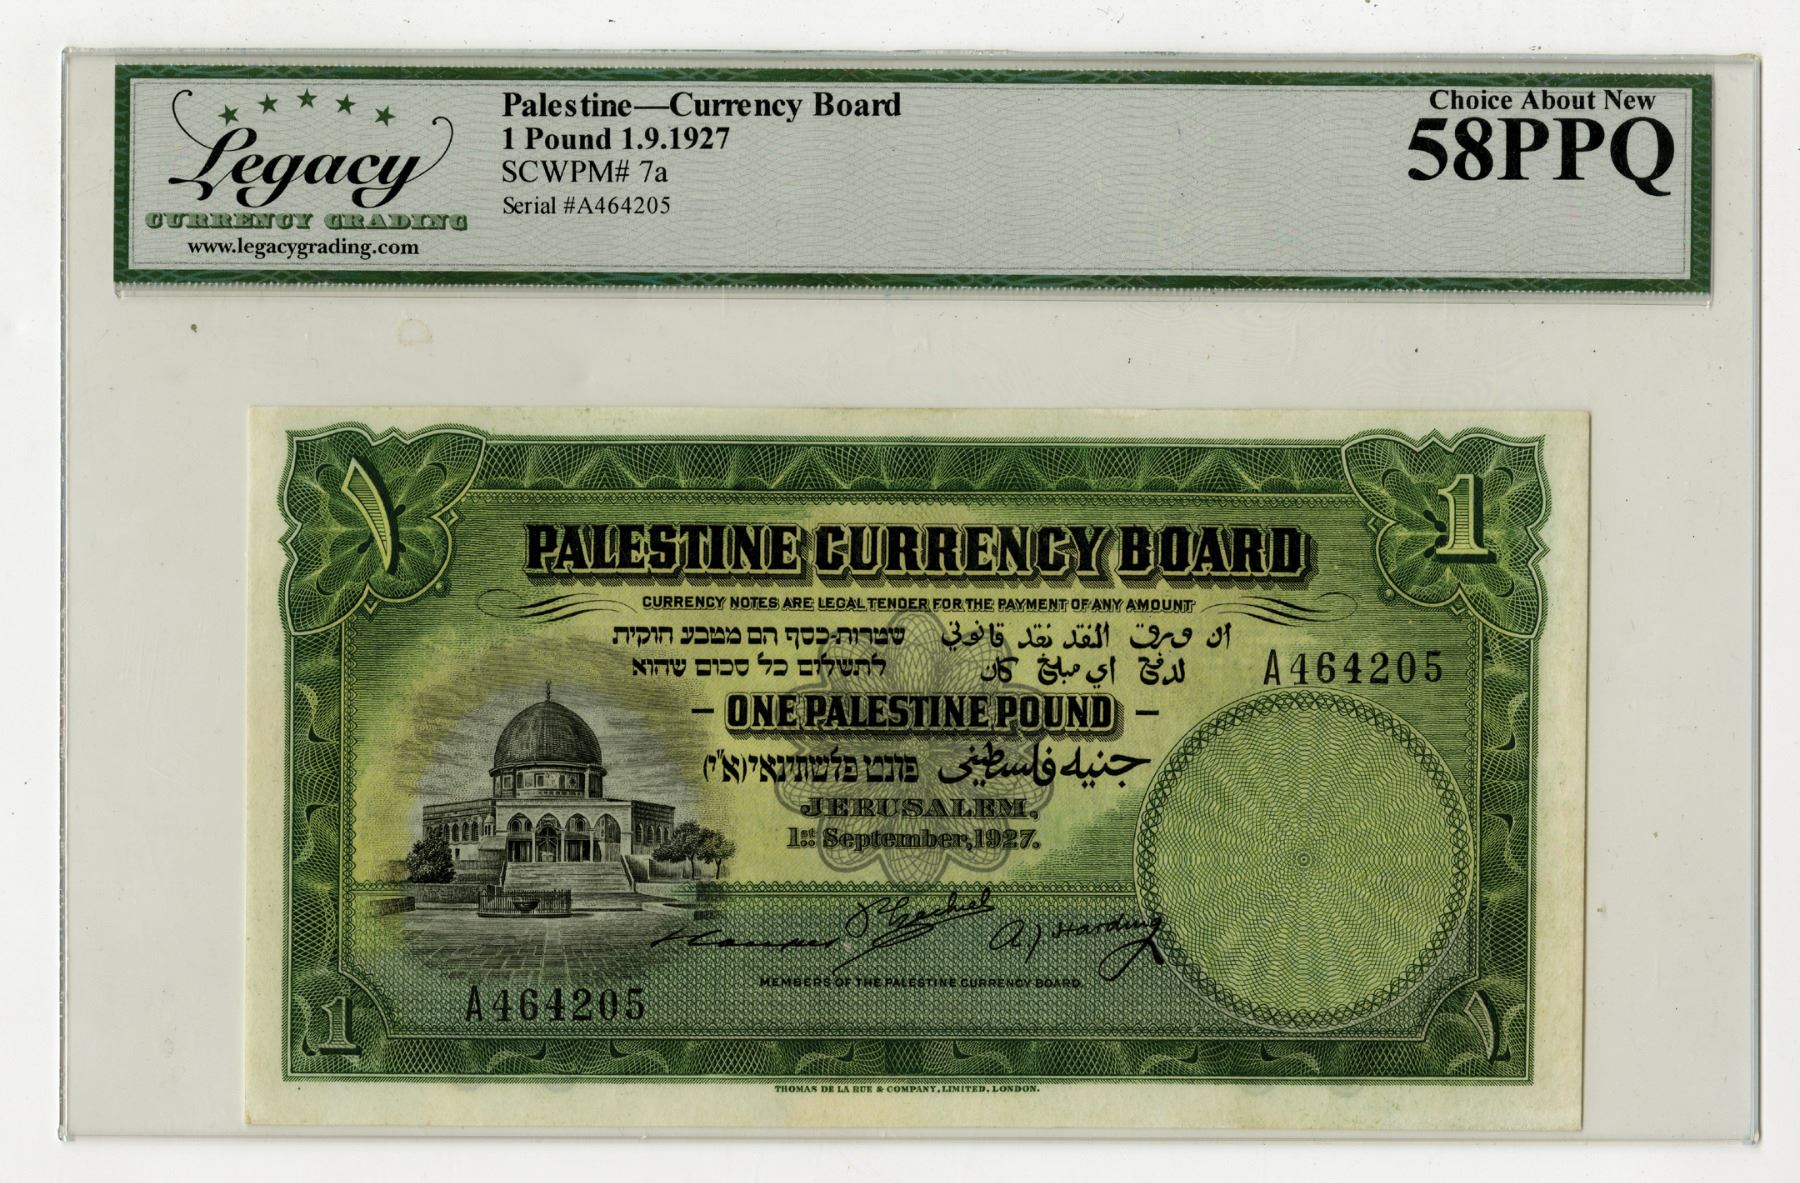 Legacy
CURRENCY GRADING
www.legacygrading.com
Palestine—Currency Board
1 Pound 1.9.1927
SCWPM# 7a
Serial #A464205
Choice About New
58PPQ
١
1
PALESTINE CURRENCY BOARD
CURRENCY NOTES ARE LEGAL TENDER FOR THE PAYMENT OF ANY AMOUNT
שטרות-כסף הם מטבע חוקית
לתשלום כל סכום שהוא
ان ورق النقد نقد قانوني
لدفع اي مبلغ كان
A464205
— ONE PALESTINE POUND —
פונט פלשתינאי(א"י)
جنيه فلسطيني
JERUSALEM,
1st September, 1927.
A J Harding
MEMBERS OF THE PALESTINE CURRENCY BOARD.
A464205
1
١
THOMAS DE LA RUE & COMPANY, LIMITED, LONDON.